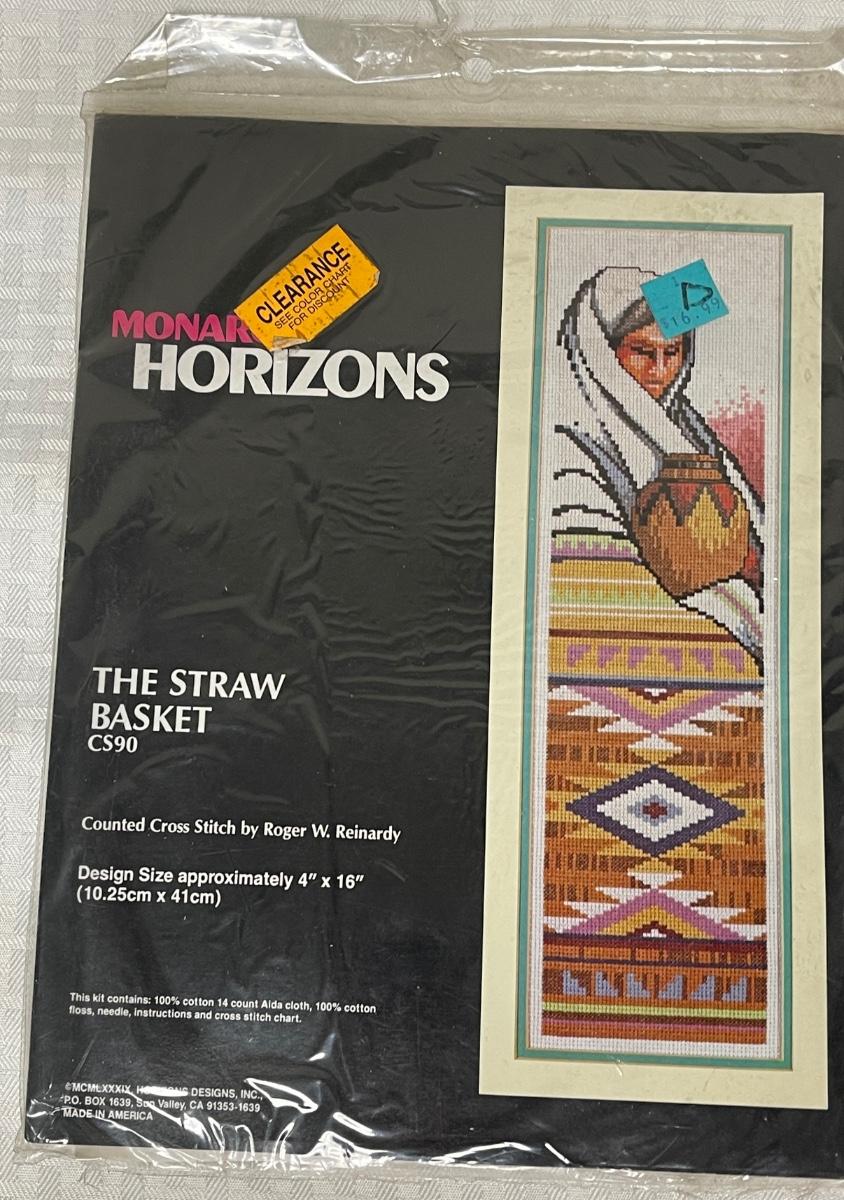 CLEARANCE
SEE COLOR CHART
FOR DISCOUNT
MONAR
HORIZONS
$16.99
THE STRAW
BASKET
CS90
Counted Cross Stitch by Roger W. Reinardy
Design Size approximately 4″ x 16″
(10.25cm x 41cm)
This kit contains: 100% cotton 14 count Aida cloth, 100% cotton
floss, needle, instructions and cross stitch chart.
©MCMLXXXIX, HORIZONS DESIGNS, INC.,
P.O. BOX 1639, Sun Valley, CA 91353-1639
MADE IN AMERICA